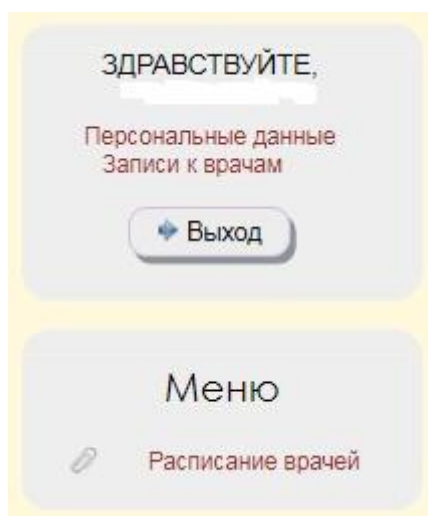 ЗДРАВСТВУЙТЕ,
Персональные данные
Записи к врачам
Выход
Меню
Расписание врачей